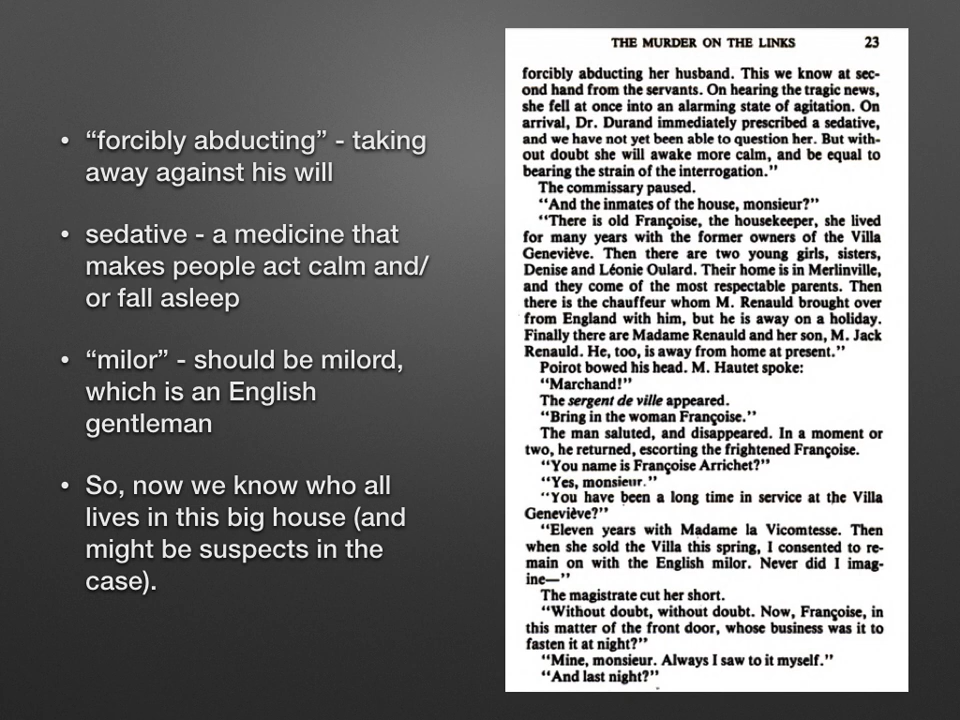 • “forcibly abducting” - taking
away against his will
• sedative - a medicine that
makes people act calm and/
or fall asleep
• “milor” - should be milord,
which is an English
gentleman
• So, now we know who all
lives in this big house (and
might be suspects in the
case).
THE MURDER ON THE LINKS 23
forcibly abducting her husband. This we know at sec-
ond hand from the servants. On hearing the tragic news,
she fell at once into an alarming state of agitation. On
arrival, Dr. Durand immediately prescribed a sedative,
and we have not yet been able to question her. But with-
out doubt she will awake more calm, and be equal to
bearing the strain of the interrogation.”
The commissary paused.
“And the inmates of the house, monsieur?”
“There is old Françoise, the housekeeper, she lived
for many years with the former owners of the Villa
Geneviève. Then there are two young girls, sisters,
Denise and Léonie Oulard. Their home is in Merlinville,
and they come of the most respectable parents. Then
there is the chauffeur whom M. Renauld brought over
from England with him, but he is away on a holiday.
Finally there are Madame Renauld and her son, M. Jack
Renauld. He, too, is away from home at present.”
Poirot bowed his head. M. Hautet spoke:
“Marchand!”
The sergent de ville appeared.
“Bring in the woman Françoise.”
The man saluted, and disappeared. In a moment or
two, he returned, escorting the frightened Françoise.
“You name is Françoise Arrichet?”
“Yes, monsieur.”
“You have been a long time in service at the Villa
Geneviève?”
“Eleven years with Madame la Vicomtesse. Then
when she sold the Villa this spring, I consented to re-
main on with the English milor. Never did I imag-
ine—”
The magistrate cut her short.
“Without doubt, without doubt. Now, Françoise, in
this matter of the front door, whose business was it to
fasten it at night?”
“Mine, monsieur. Always I saw to it myself.”
“And last night?”